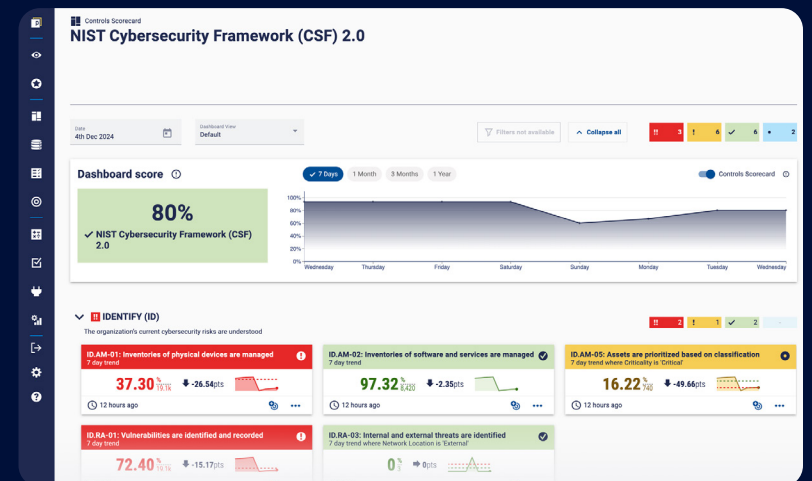 Controls Scorecard
NIST Cybersecurity Framework (CSF) 2.0
Date
4th Dec 2024
Dashboard View
Default
Filters not available
Collapse all
!! 3
! 6
✓ 6
• 2
Dashboard score
✓ 7 Days
1 Month
3 Months
1 Year
Controls Scorecard
80%
✓ NIST Cybersecurity Framework (CSF)
2.0
100%
80%
60%
40%
20%
0%
Wednesday Thursday Friday Saturday Sunday Monday Tuesday Wednesday
!! IDENTIFY (ID)
The organization's current cybersecurity risks are understood
!! 2
! 1
✓ 2
ID.AM-01: Inventories of physical devices are managed
7 day trend
37.30 % 19.1k -26.54pts
12 hours ago
ID.AM-02: Inventories of software and services are managed
7 day trend
97.32 % 8,420 -2.35pts
12 hours ago
ID.AM-05: Assets are prioritized based on classification
7 day trend where Criticality is 'Critical'
16.22 % 740 -49.66pts
12 hours ago
ID.RA-01: Vulnerabilities are identified and recorded
7 day trend
72.40 % 19.1k -15.17pts
ID.RA-03: Internal and external threats are identified
7 day trend where Network Location is 'External'
0 % 0pts